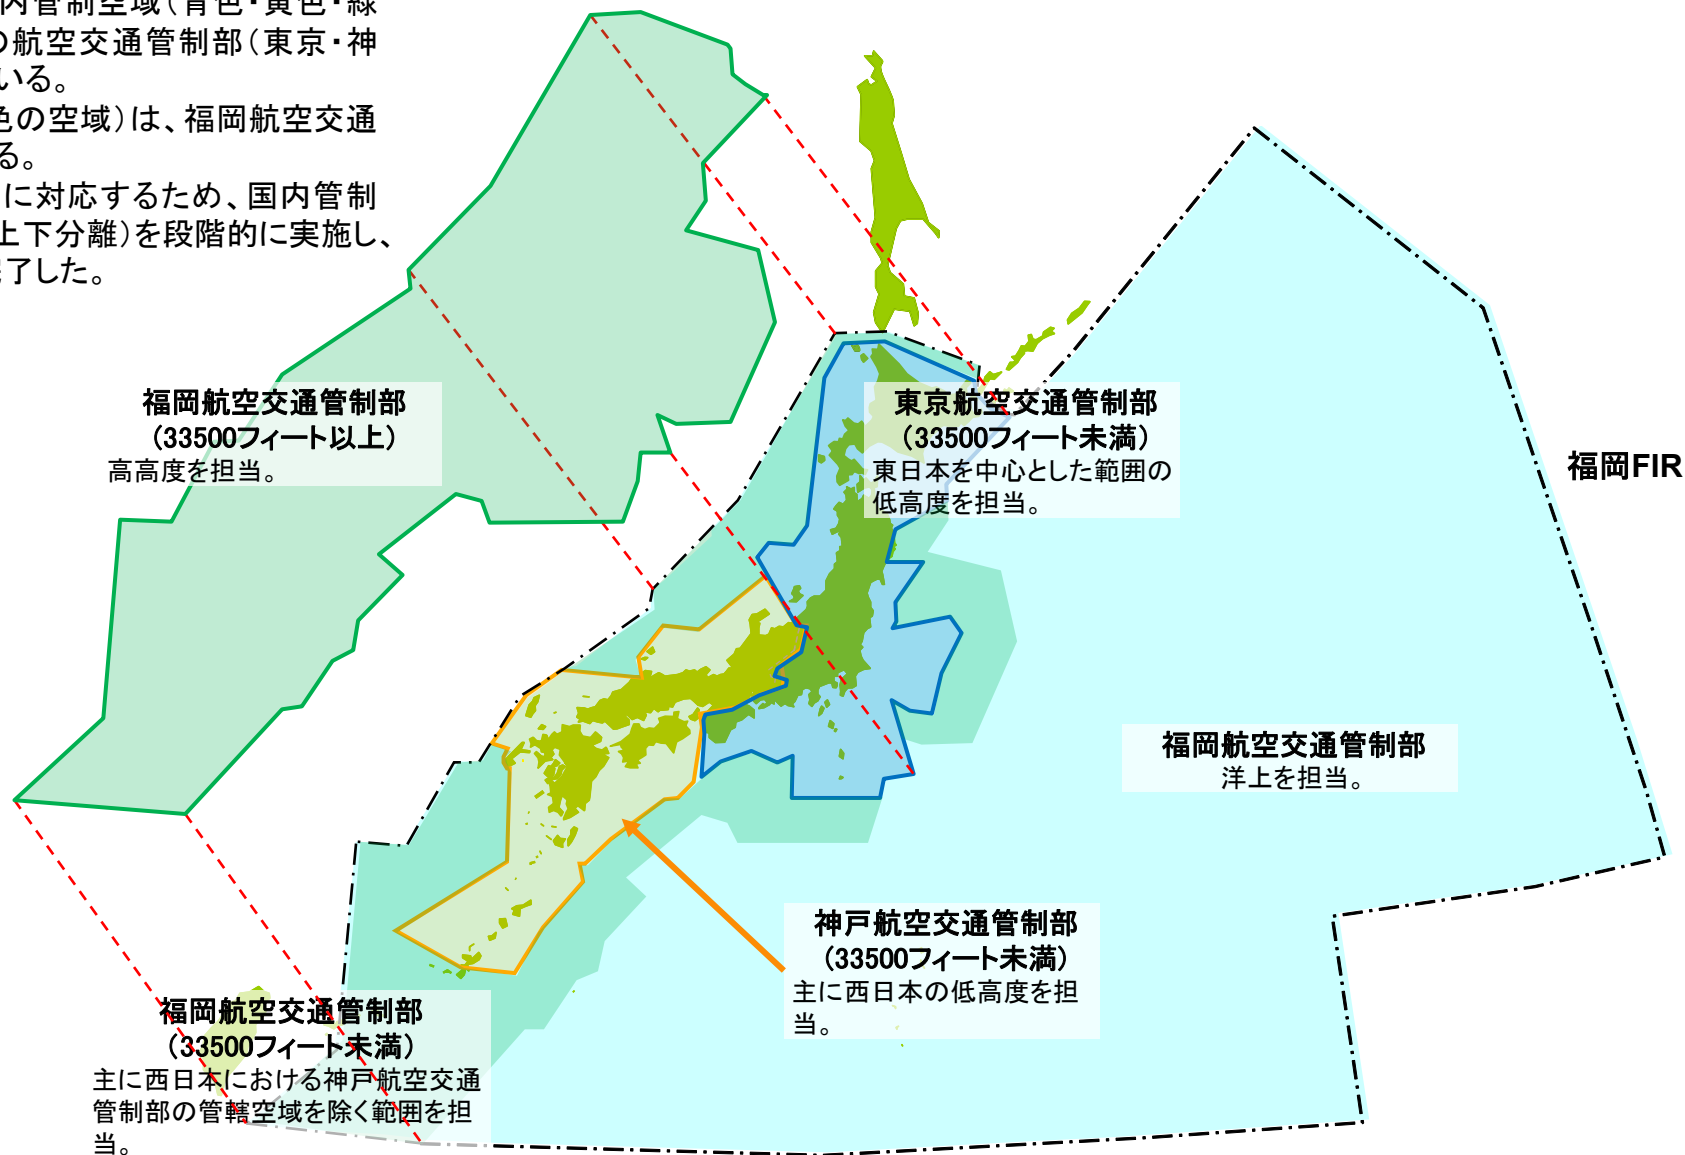 内管制空域（青色・黄色・緑
の航空交通管制部（東京・神
いる。
色の空域）は、福岡航空交通
る。
に対応するため、国内管制
上下分離）を段階的に実施し、
完了した。
福岡航空交通管制部
（33500フィート以上）
高高度を担当。
東京航空交通管制部
（33500フィート未満）
東日本を中心とした範囲の
低高度を担当。
福岡FIR
福岡航空交通管制部
洋上を担当。
神戸航空交通管制部
（33500フィート未満）
主に西日本の低高度を担
当。
福岡航空交通管制部
（33500フィート未満）
主に西日本における神戸航空交通
管制部の管轄空域を除く範囲を担
当。